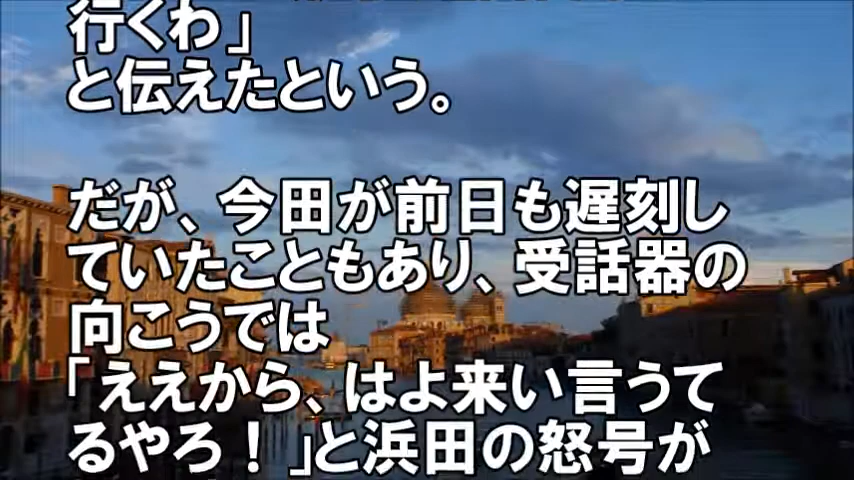 行くわ」
と伝えたという。
だが、今田が前日も遅刻し
ていたこともあり、受話器の
向こうでは
「ええから、はよ来い言うて
るやろ！」と浜田の怒号が